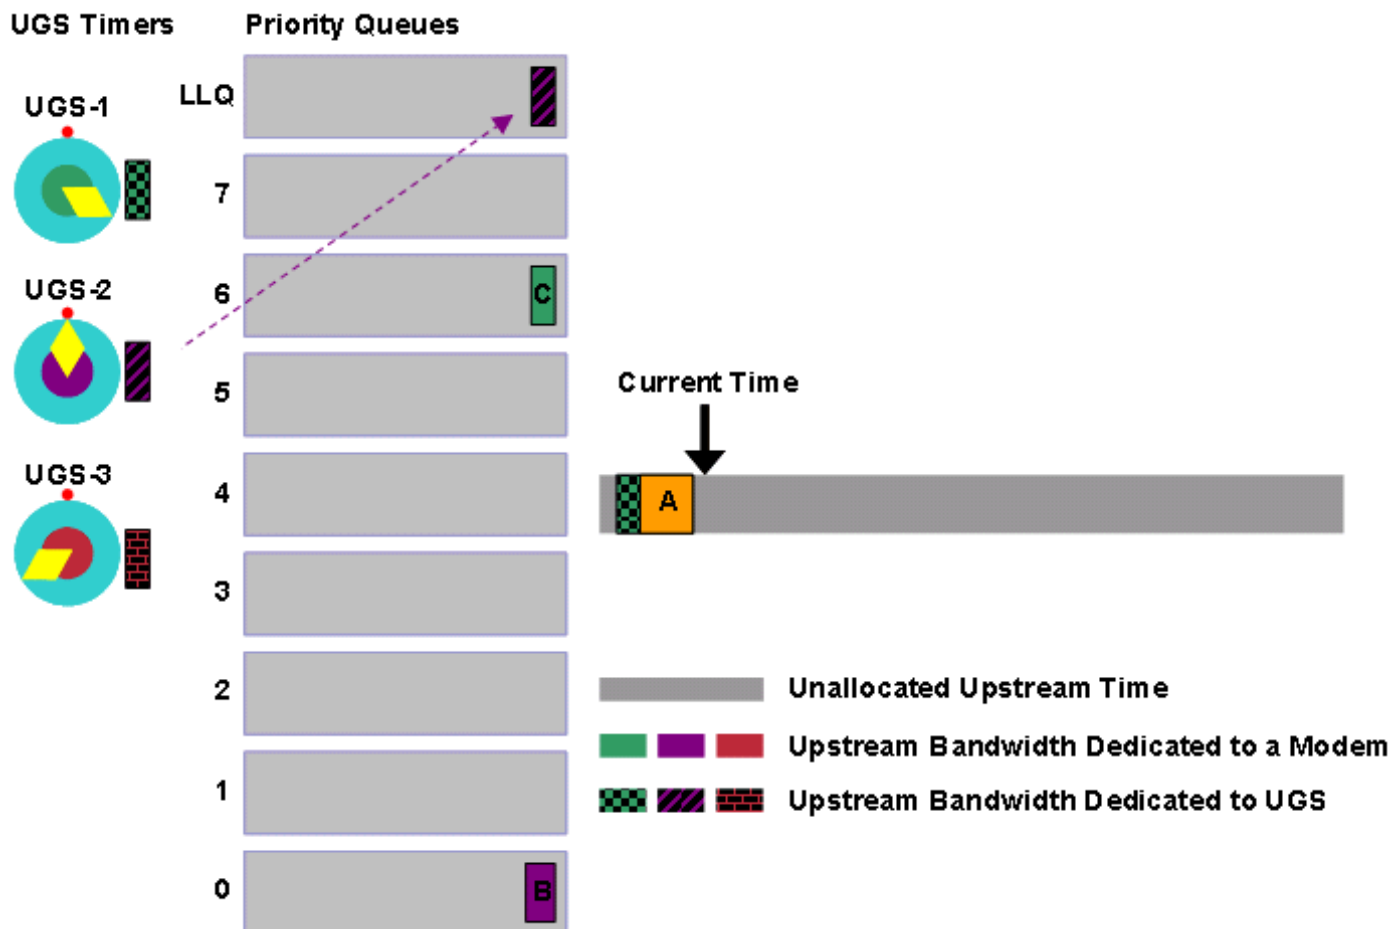 UGS Timers
Priority Queues
UGS-1
UGS-2
UGS-3
LLQ
7
6
C
5
4
3
2
1
0
B
Current Time
A
Unallocated Upstream Time
Upstream Bandwidth Dedicated to a Modem
Upstream Bandwidth Dedicated to UGS